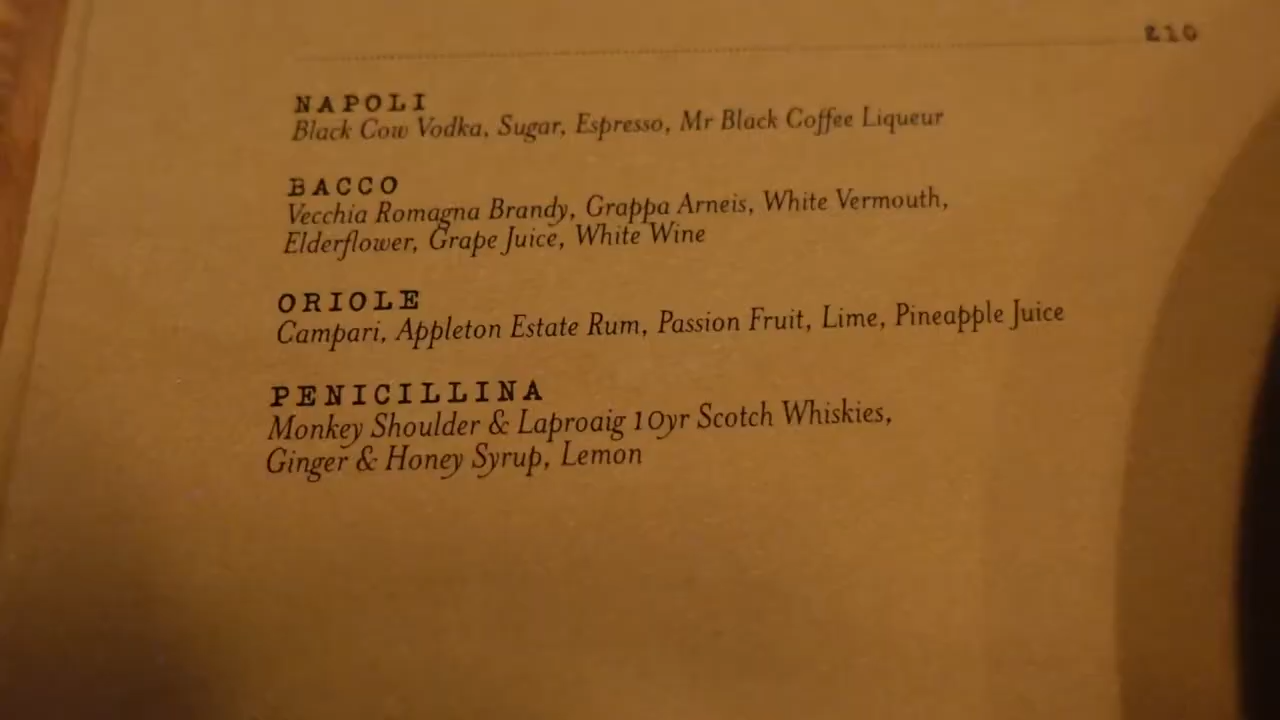 210
NAPOLI
Black Cow Vodka, Sugar, Espresso, Mr Black Coffee Liqueur
BACCO
Vecchia Romagna Brandy, Grappa Arneis, White Vermouth,
Elderflower, Grape Juice, White Wine
ORIOLE
Campari, Appleton Estate Rum, Passion Fruit, Lime, Pineapple Juice
PENICILLINA
Monkey Shoulder & Laproaig 10yr Scotch Whiskies,
Ginger & Honey Syrup, Lemon